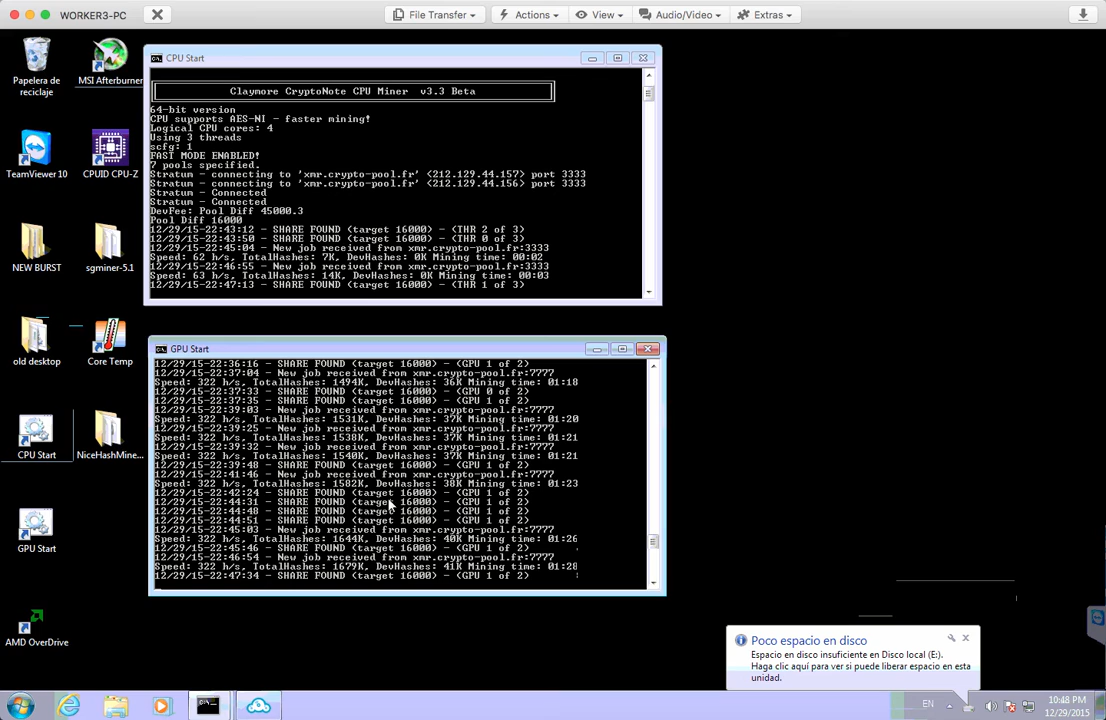 WORKER3-PC
File Transfer
Actions
View
Audio/Video
Extras
Papelera de
reciclaje
MSI Afterburner
TeamViewer 10
CPUID CPU-Z
NEW BURST
sgminer-5.1
old desktop
Core Temp
CPU Start
NiceHashMine...
GPU Start
AMD OverDrive
CPU Start
Claymore CryptoNote CPU Miner v3.3 Beta
64-bit version
CPU supports AES-NI - faster mining!
Logical CPU cores: 4
Using 3 threads
scfg: 1
FAST MODE ENABLED!
7 pools specified.
Stratum - connecting to 'xmr.crypto-pool.fr' <212.129.44.157> port 3333
Stratum - connecting to 'xmr.crypto-pool.fr' <212.129.44.156> port 3333
Stratum - Connected
Stratum - Connected
DevFee: Pool Diff 45000.3
Pool Diff 16000
12/29/15-22:43:12 - SHARE FOUND (target 16000) - (THR 2 of 3)
12/29/15-22:43:50 - SHARE FOUND (target 16000) - (THR 0 of 3)
12/29/15-22:45:04 - New job received from xmr.crypto-pool.fr:3333
Speed: 62 h/s, TotalHashes: 7K, DevHashes: 0K Mining time: 00:02
12/29/15-22:46:55 - New job received from xmr.crypto-pool.fr:3333
Speed: 63 h/s, TotalHashes: 14K, DevHashes: 0K Mining time: 00:03
12/29/15-22:47:13 - SHARE FOUND (target 16000) - (THR 1 of 3)
GPU Start
12/29/15-22:36:16 - SHARE FOUND (target 16000) - (GPU 1 of 2)
12/29/15-22:37:04 - New job received from xmr.crypto-pool.fr:7777
Speed: 322 h/s, TotalHashes: 1494K, DevHashes: 36K Mining time: 01:18
12/29/15-22:37:33 - SHARE FOUND (target 16000) - (GPU 0 of 2)
12/29/15-22:37:35 - SHARE FOUND (target 16000) - (GPU 1 of 2)
12/29/15-22:39:03 - New job received from xmr.crypto-pool.fr:7777
Speed: 322 h/s, TotalHashes: 1531K, DevHashes: 37K Mining time: 01:20
12/29/15-22:39:25 - New job received from xmr.crypto-pool.fr:7777
Speed: 322 h/s, TotalHashes: 1538K, DevHashes: 37K Mining time: 01:21
12/29/15-22:39:32 - New job received from xmr.crypto-pool.fr:7777
Speed: 322 h/s, TotalHashes: 1540K, DevHashes: 37K Mining time: 01:21
12/29/15-22:39:48 - SHARE FOUND (target 16000) - (GPU 1 of 2)
12/29/15-22:41:46 - New job received from xmr.crypto-pool.fr:7777
Speed: 322 h/s, TotalHashes: 1582K, DevHashes: 38K Mining time: 01:23
12/29/15-22:42:24 - SHARE FOUND (target 16000) - (GPU 1 of 2)
12/29/15-22:44:31 - SHARE FOUND (target 16000) - (GPU 1 of 2)
12/29/15-22:44:48 - SHARE FOUND (target 16000) - (GPU 1 of 2)
12/29/15-22:44:51 - SHARE FOUND (target 16000) - (GPU 1 of 2)
12/29/15-22:45:03 - New job received from xmr.crypto-pool.fr:7777
Speed: 322 h/s, TotalHashes: 1644K, DevHashes: 40K Mining time: 01:26
12/29/15-22:45:46 - SHARE FOUND (target 16000) - (GPU 1 of 2)
12/29/15-22:46:54 - New job received from xmr.crypto-pool.fr:7777
Speed: 322 h/s, TotalHashes: 1679K, DevHashes: 41K Mining time: 01:28
12/29/15-22:47:34 - SHARE FOUND (target 16000) - (GPU 1 of 2)
Poco espacio en disco
Espacio en disco insuficiente en Disco local (E:).
Haga clic aquí para ver si puede liberar espacio en esta
unidad.
EN
10:48 PM
12/29/2015